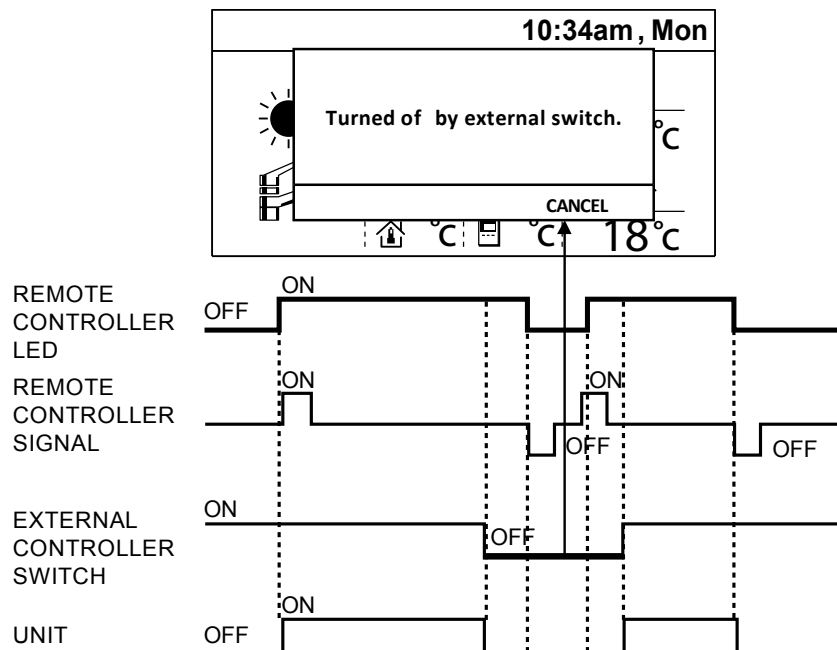 10:34am , Mon
Turned of by external switch.
°C
CANCEL
°C °C 18°C
REMOTE
CONTROLLER
LED
OFF
ON
REMOTE
CONTROLLER
SIGNAL
ON
OFF
ON
OFF
EXTERNAL
CONTROLLER
SWITCH
ON
OFF
UNIT
OFF
ON